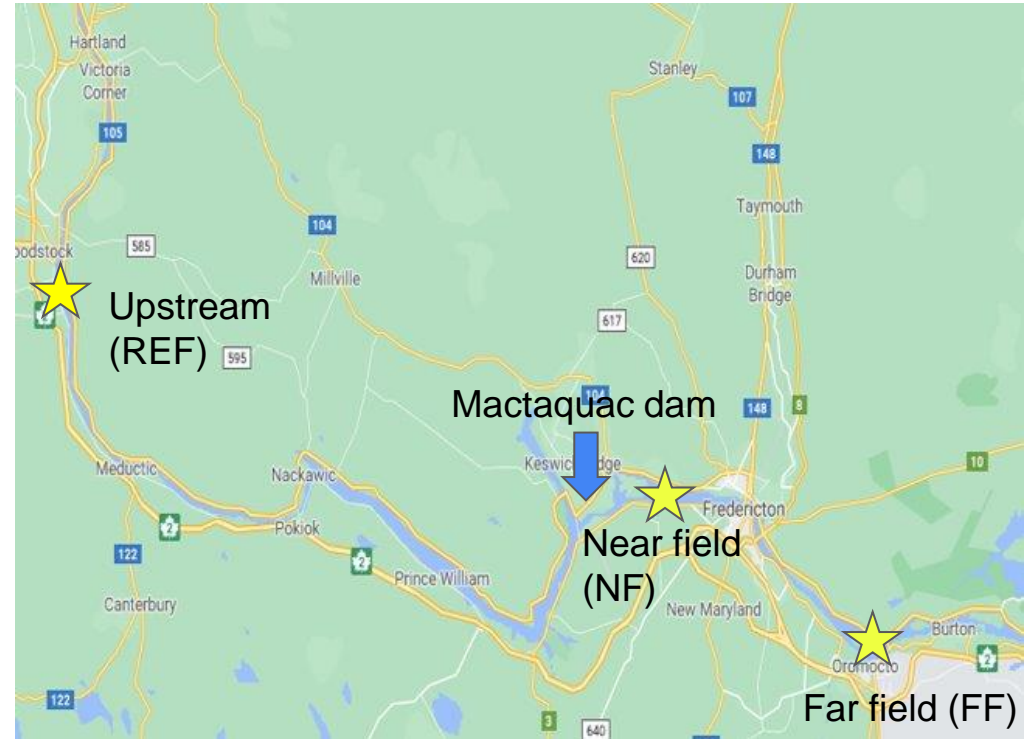 Hartland
Victoria
Corner
105
Stanley
107
148
Taymouth
104
585
Millville
620
Durham
Bridge
Upstream
(REF)
595
617
Mactaquac dam
104
148
8
10
Meductic
Nackawic
Fredericton
2
Pokiok
Near field
(NF)
122
2
Prince William
Canterbury
New Maryland
Burton
2
Oromocto
122
Far field (FF)
3
640